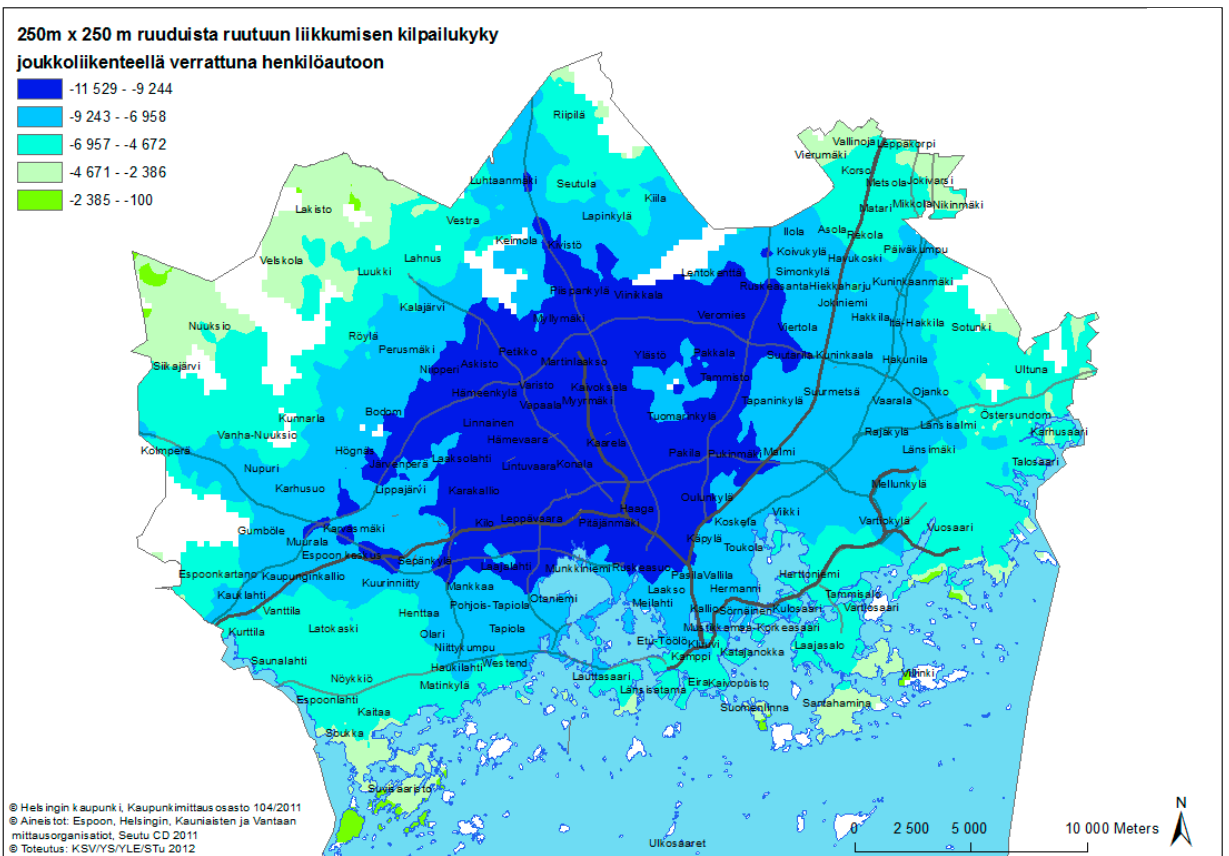 250m x 250 m ruuduista ruutuun liikkumisen kilpailukyky
joukkoliikenteellä verrattuna henkilöautoon
-11 529 - -9 244
-9 243 - -6 958
-6 957 - -4 672
-4 671 - -2 386
-2 385 - -100
Riipilä
Vallinoja
Leppäkorpi
Vierumäki
Korso
Metsola
Jokivarsi
Luhtaanmäki
Seutula
Kiila
Matari
Mikkola
Nikinmäki
Lakisto
Vestra
Lapinkylä
Ilola
Asola
Rekola
Keimola
Kivistö
Koivukylä
Havukoski
Päiväkumpu
Velskola
Luukki
Lahnus
Lentokenttä
Simonkylä
Kuninkaanmäki
Piispankylä
Viinikkala
Ruskeasanta
Hiekkaharju
Jokiniemi
Kalajärvi
Myllymäki
Veromies
Viertola
Hakkila
Itä-Hakkila
Sotunki
Nuuksio
Röylä
Perusmäki
Petikko
Martinlaakso
Ylästö
Pakkala
Suutarila
Kuninkaala
Hakunila
Siikajärvi
Niipperi
Askisto
Tammisto
Ultuna
Hämeenkylä
Varisto
Kaivoksela
Suurmetsä
Ojanko
Vapaala
Myyrmäki
Tapaninkylä
Vaarala
Kunnarla
Bodom
Linnainen
Tuomarinkylä
Östersundom
Vanha-Nuuksio
Hämevaara
Kaarela
Rajakylä
Länsisalmi
Karhusaari
Kolmperä
Högnäs
Järvenperä
Laaksolahti
Lintuvaara
Konala
Pakila
Pukinmäki
Malmi
Länsimäki
Talosaari
Nupuri
Karhusuo
Lippajärvi
Karakallio
Oulunkylä
Mellunkylä
Gumböle
Karvasmäki
Kilo
Leppävaara
Pitäjänmäki
Haaga
Koskela
Viikki
Vartiokylä
Vuosaari
Muurala
Käpylä
Toukola
Espoon keskus
Sepänkylä
Laajalahti
Munkkiniemi
Ruskeasuo
Espoonkartano
Kaupunginkallio
Kuurinniitty
Mankkaa
Pasila
Vallila
Herttoniemi
Kauklahti
Otaniemi
Laakso
Hermanni
Tammisalo
Vanttila
Henttaa
Pohjois-Tapiola
Meilahti
Kallio
Sörnäinen
Kulosaari
Vartiosaari
Kurttila
Latokaski
Olari
Tapiola
Mustikkamaa-Korkeasaari
Niittykumpu
Etu-Töölö
Kluuvi
Katajanokka
Laajasalo
Saunalahti
Haukilahti
Westend
Kamppi
Nöykkiö
Matinkylä
Lauttasaari
Länsisatama
Eira
Kaivopuisto
Villinki
Espoonlahti
Kaitaa
Suomenlinna
Santahamina
Soukka
Suvisaaristo
Ulkosaaret
© Helsingin kaupunki, Kaupunkimittausosasto 104/2011
© Aineistot: Espoon, Helsingin, Kauniaisten ja Vantaan
mittausorganisatiot, Seutu CD 2011
© Toteutus: KSV/YS/YLE/STu 2012
0 2 500 5 000 10 000 Meters
N